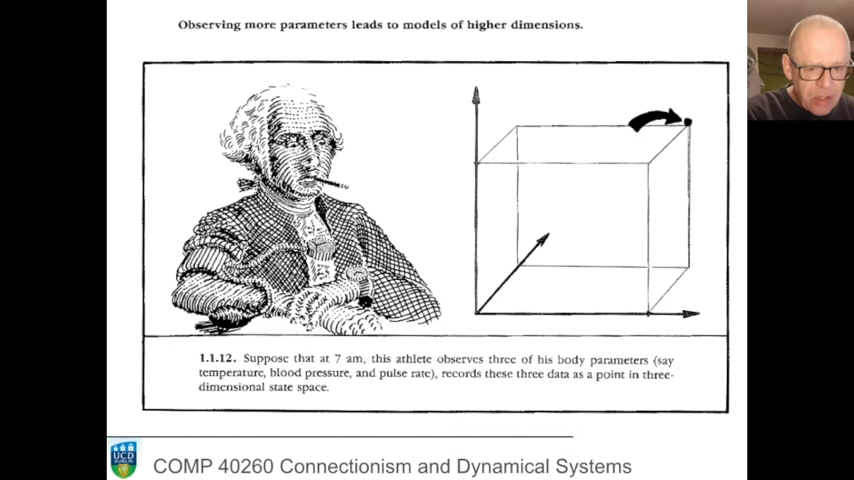 Observing more parameters leads to models of higher dimensions.
1.1.12. Suppose that at 7 am, this athlete observes three of his body parameters (say
temperature, blood pressure, and pulse rate), records these three data as a point in three-
dimensional state space.
UCD
DUBLIN
COMP 40260 Connectionism and Dynamical Systems